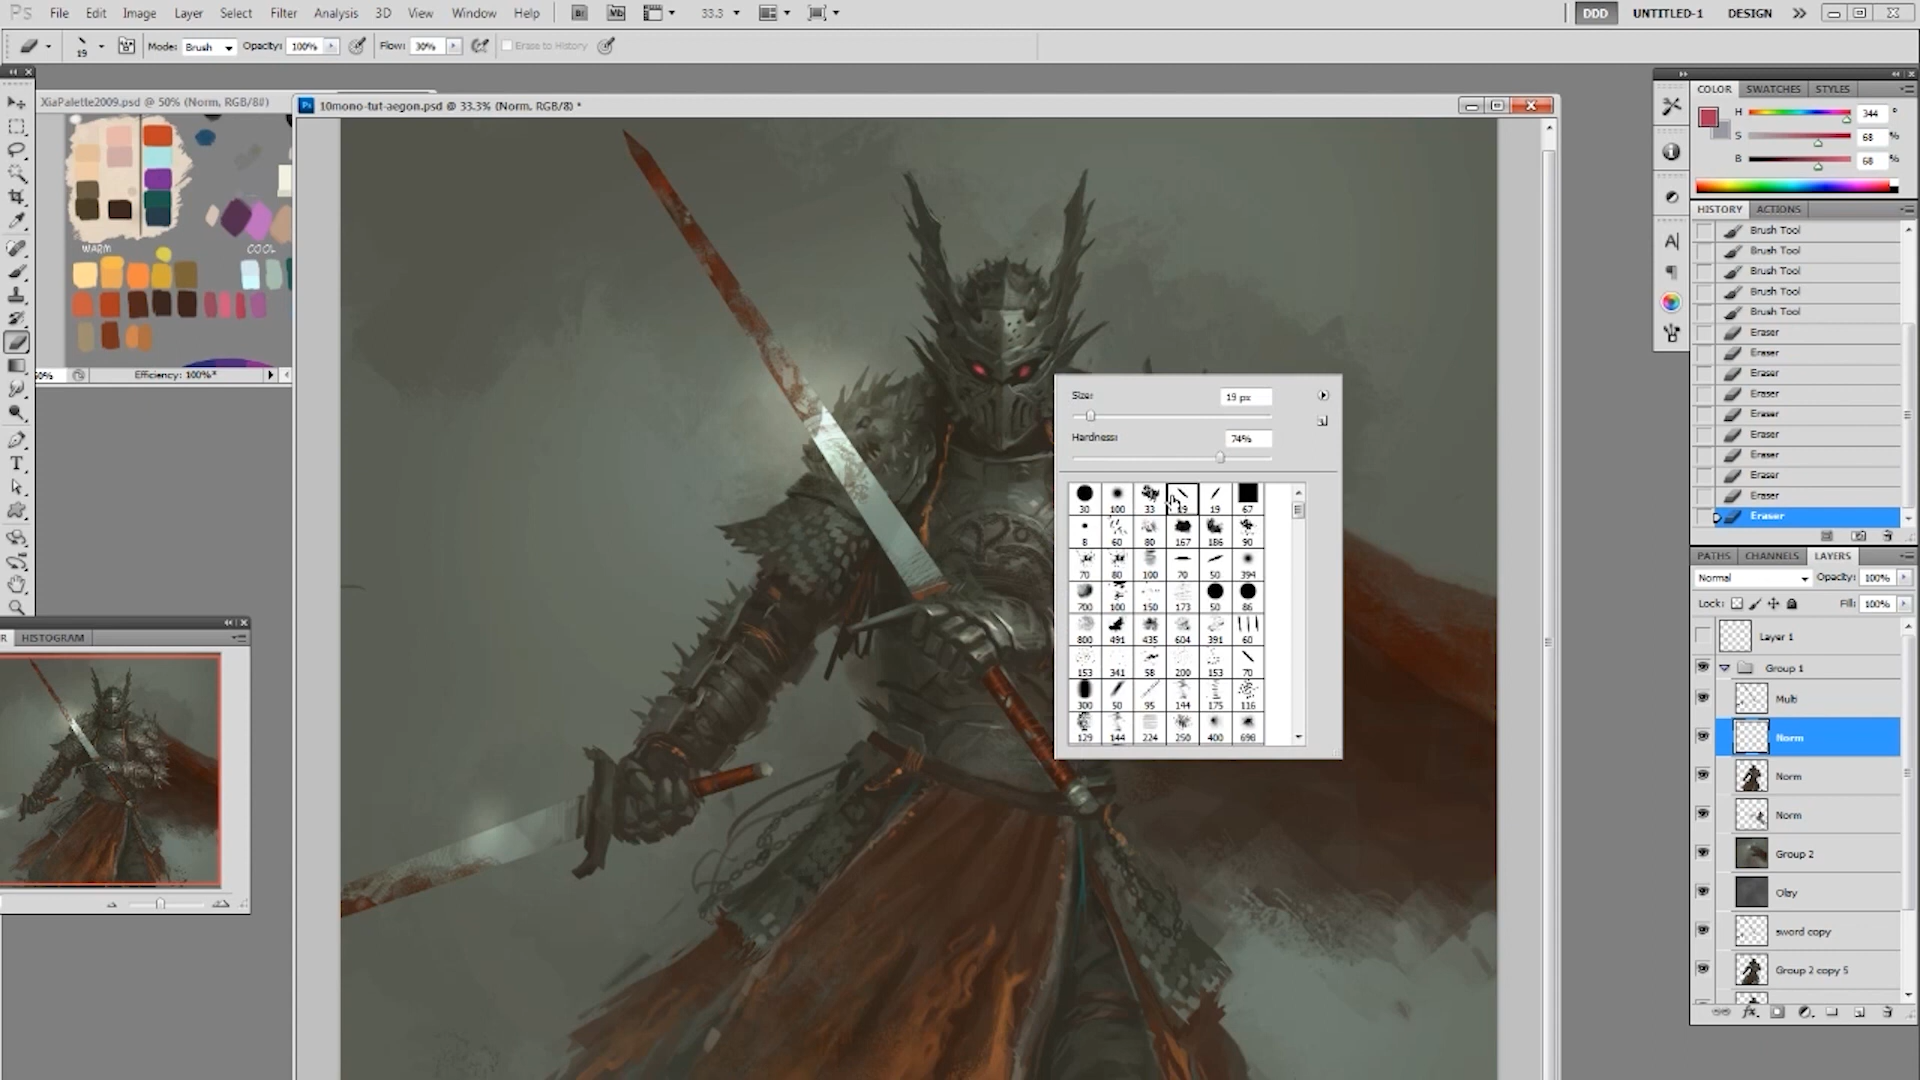 Ps File Edit Image Layer Select Filter Analysis 3D View Window Help Br Mb 33.3 DDD UNTITLED-1 DESIGN
19 Mode: Brush Opacity: 100% Flow: 30% Erase to History
XiaPalette2009.psd @ 50% (Norm, RGB/8#)
WARM COOL
Efficiency: 100%*
Ps 10mono-tut-aegon.psd @ 33.3% (Norm, RGB/8) *
HISTOGRAM
Size: 19 px
Hardness: 74%
30 100 33 19 19 67
8 60 80 167 186 90
70 80 100 70 50 394
700 100 150 173 50 86
800 491 435 604 391 60
153 341 58 200 153 70
300 50 95 144 175 116
129 144 224 250 400 698
COLOR SWATCHES STYLES
H 344 °
S 68 %
B 68 %
HISTORY ACTIONS
Brush Tool
Brush Tool
Brush Tool
Brush Tool
Brush Tool
Eraser
Eraser
Eraser
Eraser
Eraser
Eraser
Eraser
Eraser
Eraser
Eraser
PATHS CHANNELS LAYERS
Normal Opacity: 100%
Lock: Fill: 100%
Layer 1
Group 1
Multi
Norm
Norm
Norm
Group 2
Olay
sword copy
Group 2 copy 5